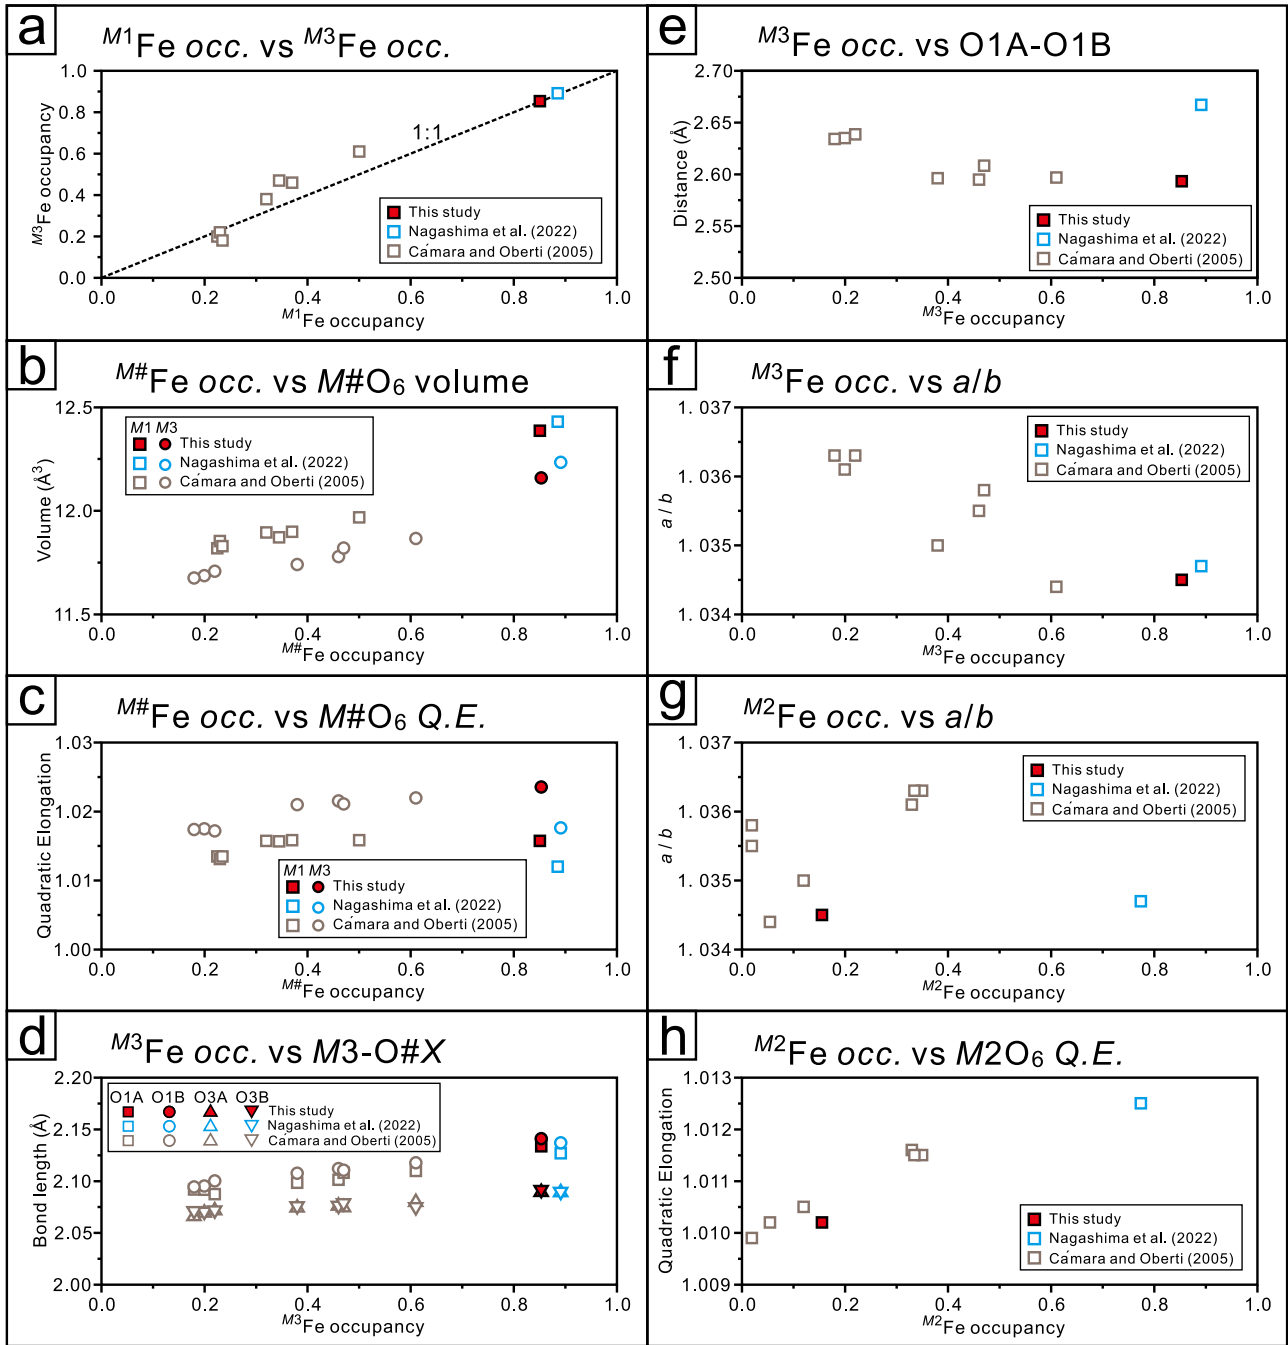 a
M1Fe occ. vs M3Fe occ.
1.0
0.8
0.6
0.4
0.2
0.0
M3Fe occupancy
1:1
This study
Nagashima et al. (2022)
Cámara and Oberti (2005)
0.0 0.2 0.4 0.6 0.8 1.0
M1Fe occupancy
b
M#Fe occ. vs M#O6 volume
12.5
12.0
11.5
Volume (Å3)
M1 M3
This study
Nagashima et al. (2022)
Cámara and Oberti (2005)
0.0 0.2 0.4 0.6 0.8 1.0
M#Fe occupancy
c
M#Fe occ. vs M#O6 Q.E.
1.03
1.02
1.01
1.00
Quadratic Elongation
M1 M3
This study
Nagashima et al. (2022)
Cámara and Oberti (2005)
0.0 0.2 0.4 0.6 0.8 1.0
M#Fe occupancy
d
M3Fe occ. vs M3-O#X
2.20
2.15
2.10
2.05
2.00
Bond length (Å)
O1A O1B O3A O3B
This study
Nagashima et al. (2022)
Camara and Oberti (2005)
0.0 0.2 0.4 0.6 0.8 1.0
M3Fe occupancy
e
M3Fe occ. vs O1A-O1B
2.70
2.65
2.60
2.55
2.50
Distance (Å)
This study
Nagashima et al. (2022)
Cámara and Oberti (2005)
0.0 0.2 0.4 0.6 0.8 1.0
M3Fe occupancy
f
M3Fe occ. vs a/b
1. 037
1. 036
1. 035
1. 034
a / b
This study
Nagashima et al. (2022)
Cámara and Oberti (2005)
0.0 0.2 0.4 0.6 0.8 1.0
M3Fe occupancy
g
M2Fe occ. vs a/b
1. 037
1. 036
1. 035
1. 034
a / b
This study
Nagashima et al. (2022)
Cámara and Oberti (2005)
0.0 0.2 0.4 0.6 0.8 1.0
M2Fe occupancy
h
M2Fe occ. vs M2O6 Q.E.
1.013
1.012
1.011
1.010
1.009
Quadratic Elongation
This study
Nagashima et al. (2022)
Cámara and Oberti (2005)
0.0 0.2 0.4 0.6 0.8 1.0
M2Fe occupancy